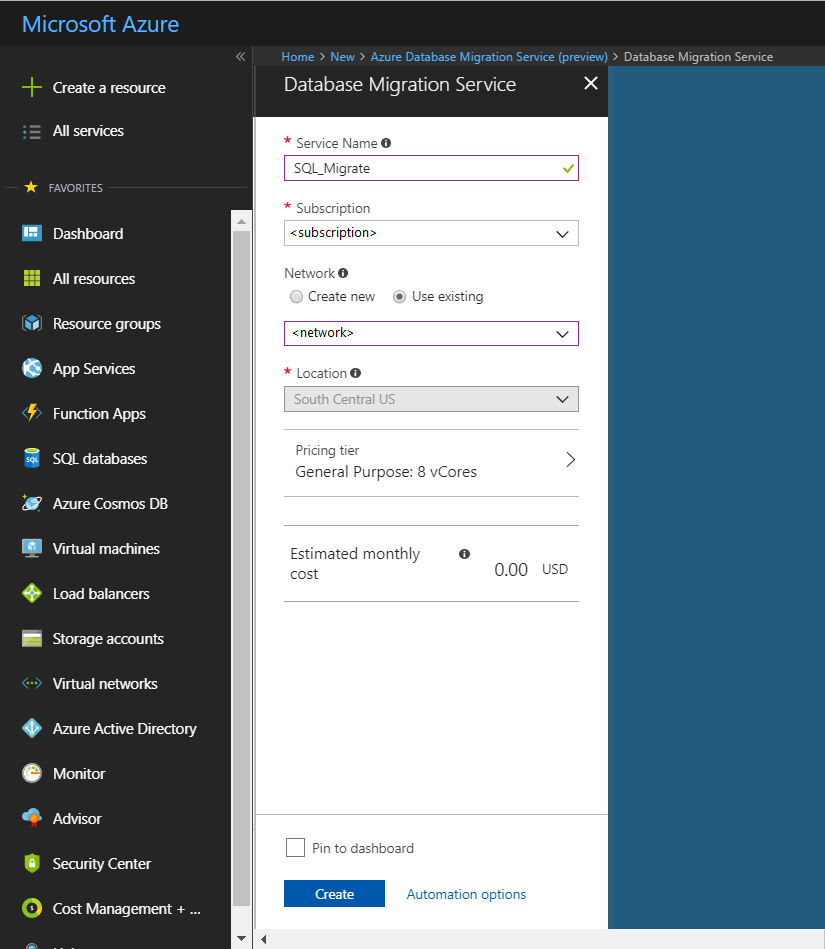 Microsoft Azure
Home > New > Azure Database Migration Service (preview) > Database Migration Service
Create a resource
All services
FAVORITES
Dashboard
All resources
Resource groups
App Services
Function Apps
SQL databases
Azure Cosmos DB
Virtual machines
Load balancers
Storage accounts
Virtual networks
Azure Active Directory
Monitor
Advisor
Security Center
Cost Management + ...
Database Migration Service
* Service Name
SQL_Migrate
* Subscription
<subscription>
Network
Create new Use existing
<network>
* Location
South Central US
Pricing tier
General Purpose: 8 vCores
Estimated monthly
cost
0.00 USD
Pin to dashboard
Create Automation options